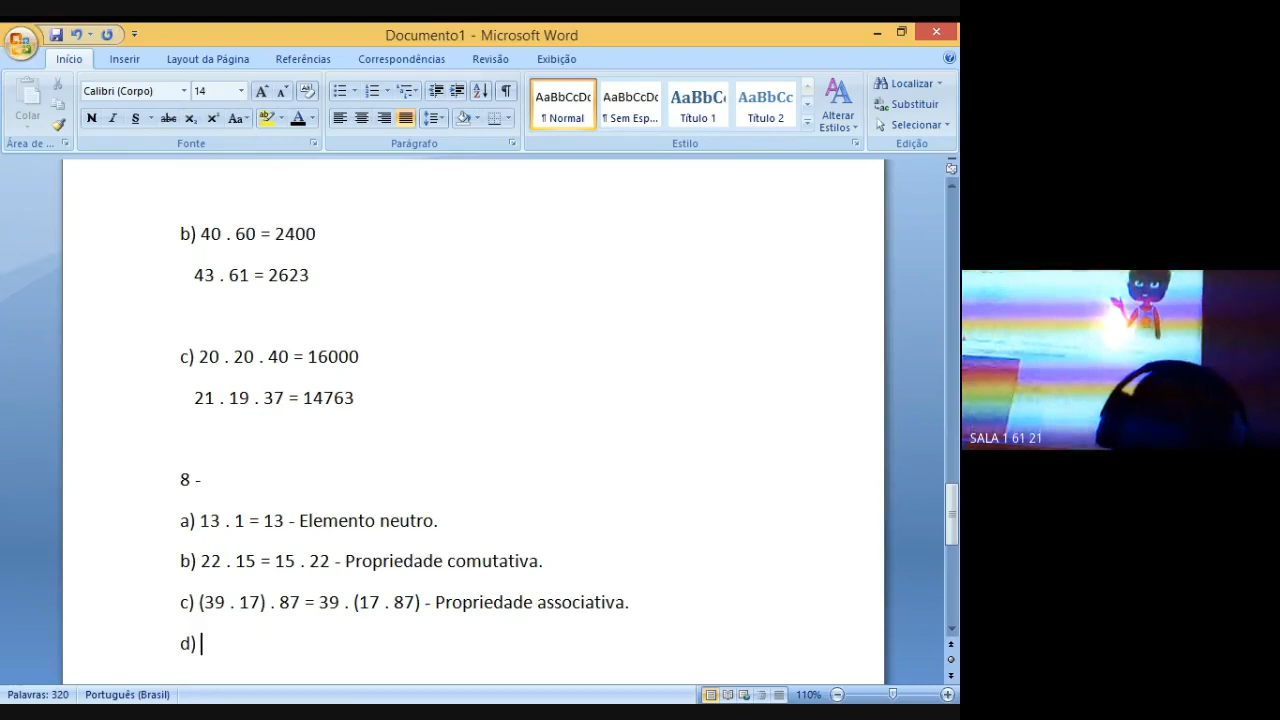 Documento1 - Microsoft Word
Início Inserir Layout da Página Referências Correspondências Revisão Exibição
Colar
Calibri (Corpo) 14
N I S abc x₂ x² Aa A
AaBbCcDc AaBbCcDc AaBbC AaBbCc
¶ Normal ¶ Sem Esp... Título 1 Título 2
Alterar Estilos
Localizar
Substituir
Selecionar
Área de ... Fonte Parágrafo Estilo Edição
b) 40 . 60 = 2400
43 . 61 = 2623
c) 20 . 20 . 40 = 16000
21 . 19 . 37 = 14763
8 -
a) 13 . 1 = 13 - Elemento neutro.
b) 22 . 15 = 15 . 22 - Propriedade comutativa.
c) (39 . 17) . 87 = 39 . (17 . 87) - Propriedade associativa.
d)
Palavras: 320 Português (Brasil) 110%
SALA 1 61 21